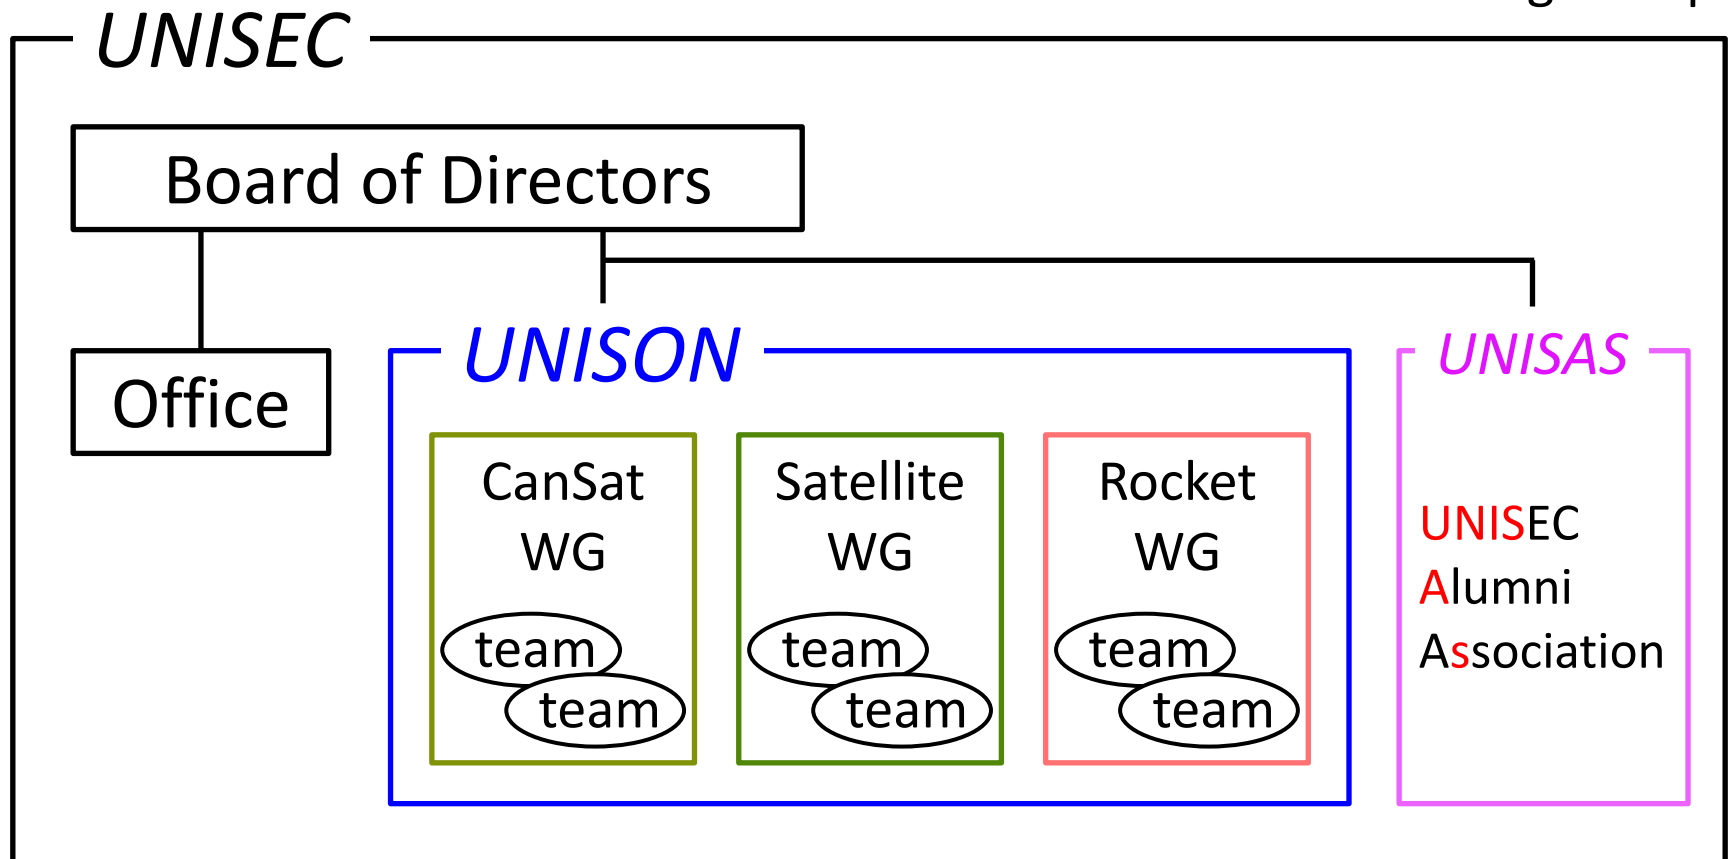 UNISEC
Board of Directors
Office
UNISON
UNISAS
CanSat
WG
team
team
Satellite
WG
team
team
Rocket
WG
team
team
UNISEC
Alumni
Association